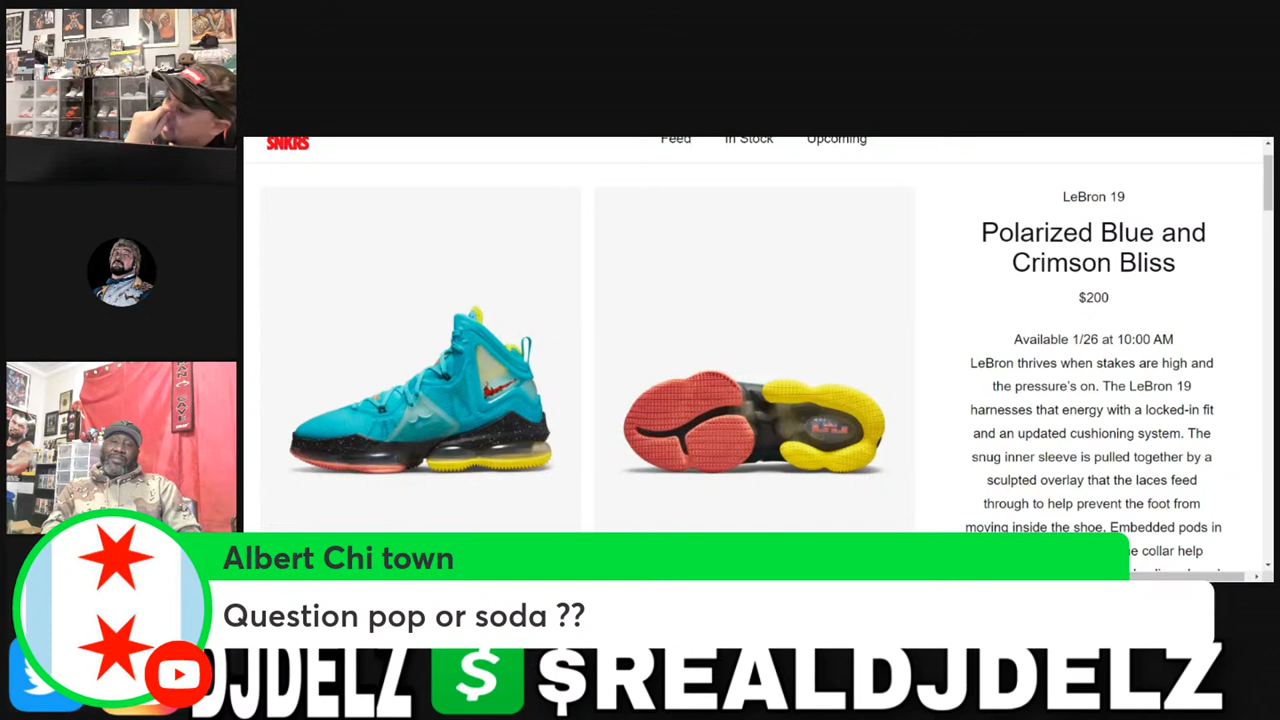 SNKRS
Feed In Stock Upcoming
LeBron 19
Polarized Blue and
Crimson Bliss
$200
Available 1/26 at 10:00 AM
LeBron thrives when stakes are high and
the pressure's on. The LeBron 19
harnesses that energy with a locked-in fit
and an updated cushioning system. The
snug inner sleeve is pulled together by a
sculpted overlay that the laces feed
through to help prevent the foot from
moving inside the shoe. Embedded pods in
collar help
Albert Chi town
Question pop or soda ??
DJDELZ $ $REALDJDELZ